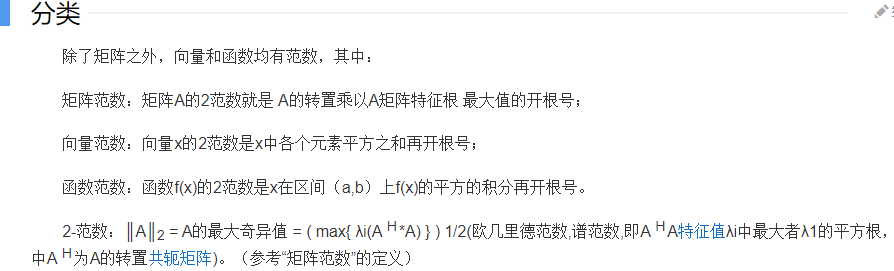 分类
除了矩阵之外，向量和函数均有范数，其中：
矩阵范数：矩阵A的2范数就是 A的转置乘以A矩阵特征根 最大值的开根号；
向量范数：向量x的2范数是x中各个元素平方之和再开根号；
函数范数：函数f(x)的2范数是x在区间（a,b）上f(x)的平方的积分再开根号。
2-范数：║A║2 = A的最大奇异值 = ( max{ λi(A H*A) } ) 1/2(欧几里德范数,谱范数,即A H A特征值λi中最大者λ1的平方根，
中A H为A的转置共轭矩阵)。（参考“矩阵范数”的定义）